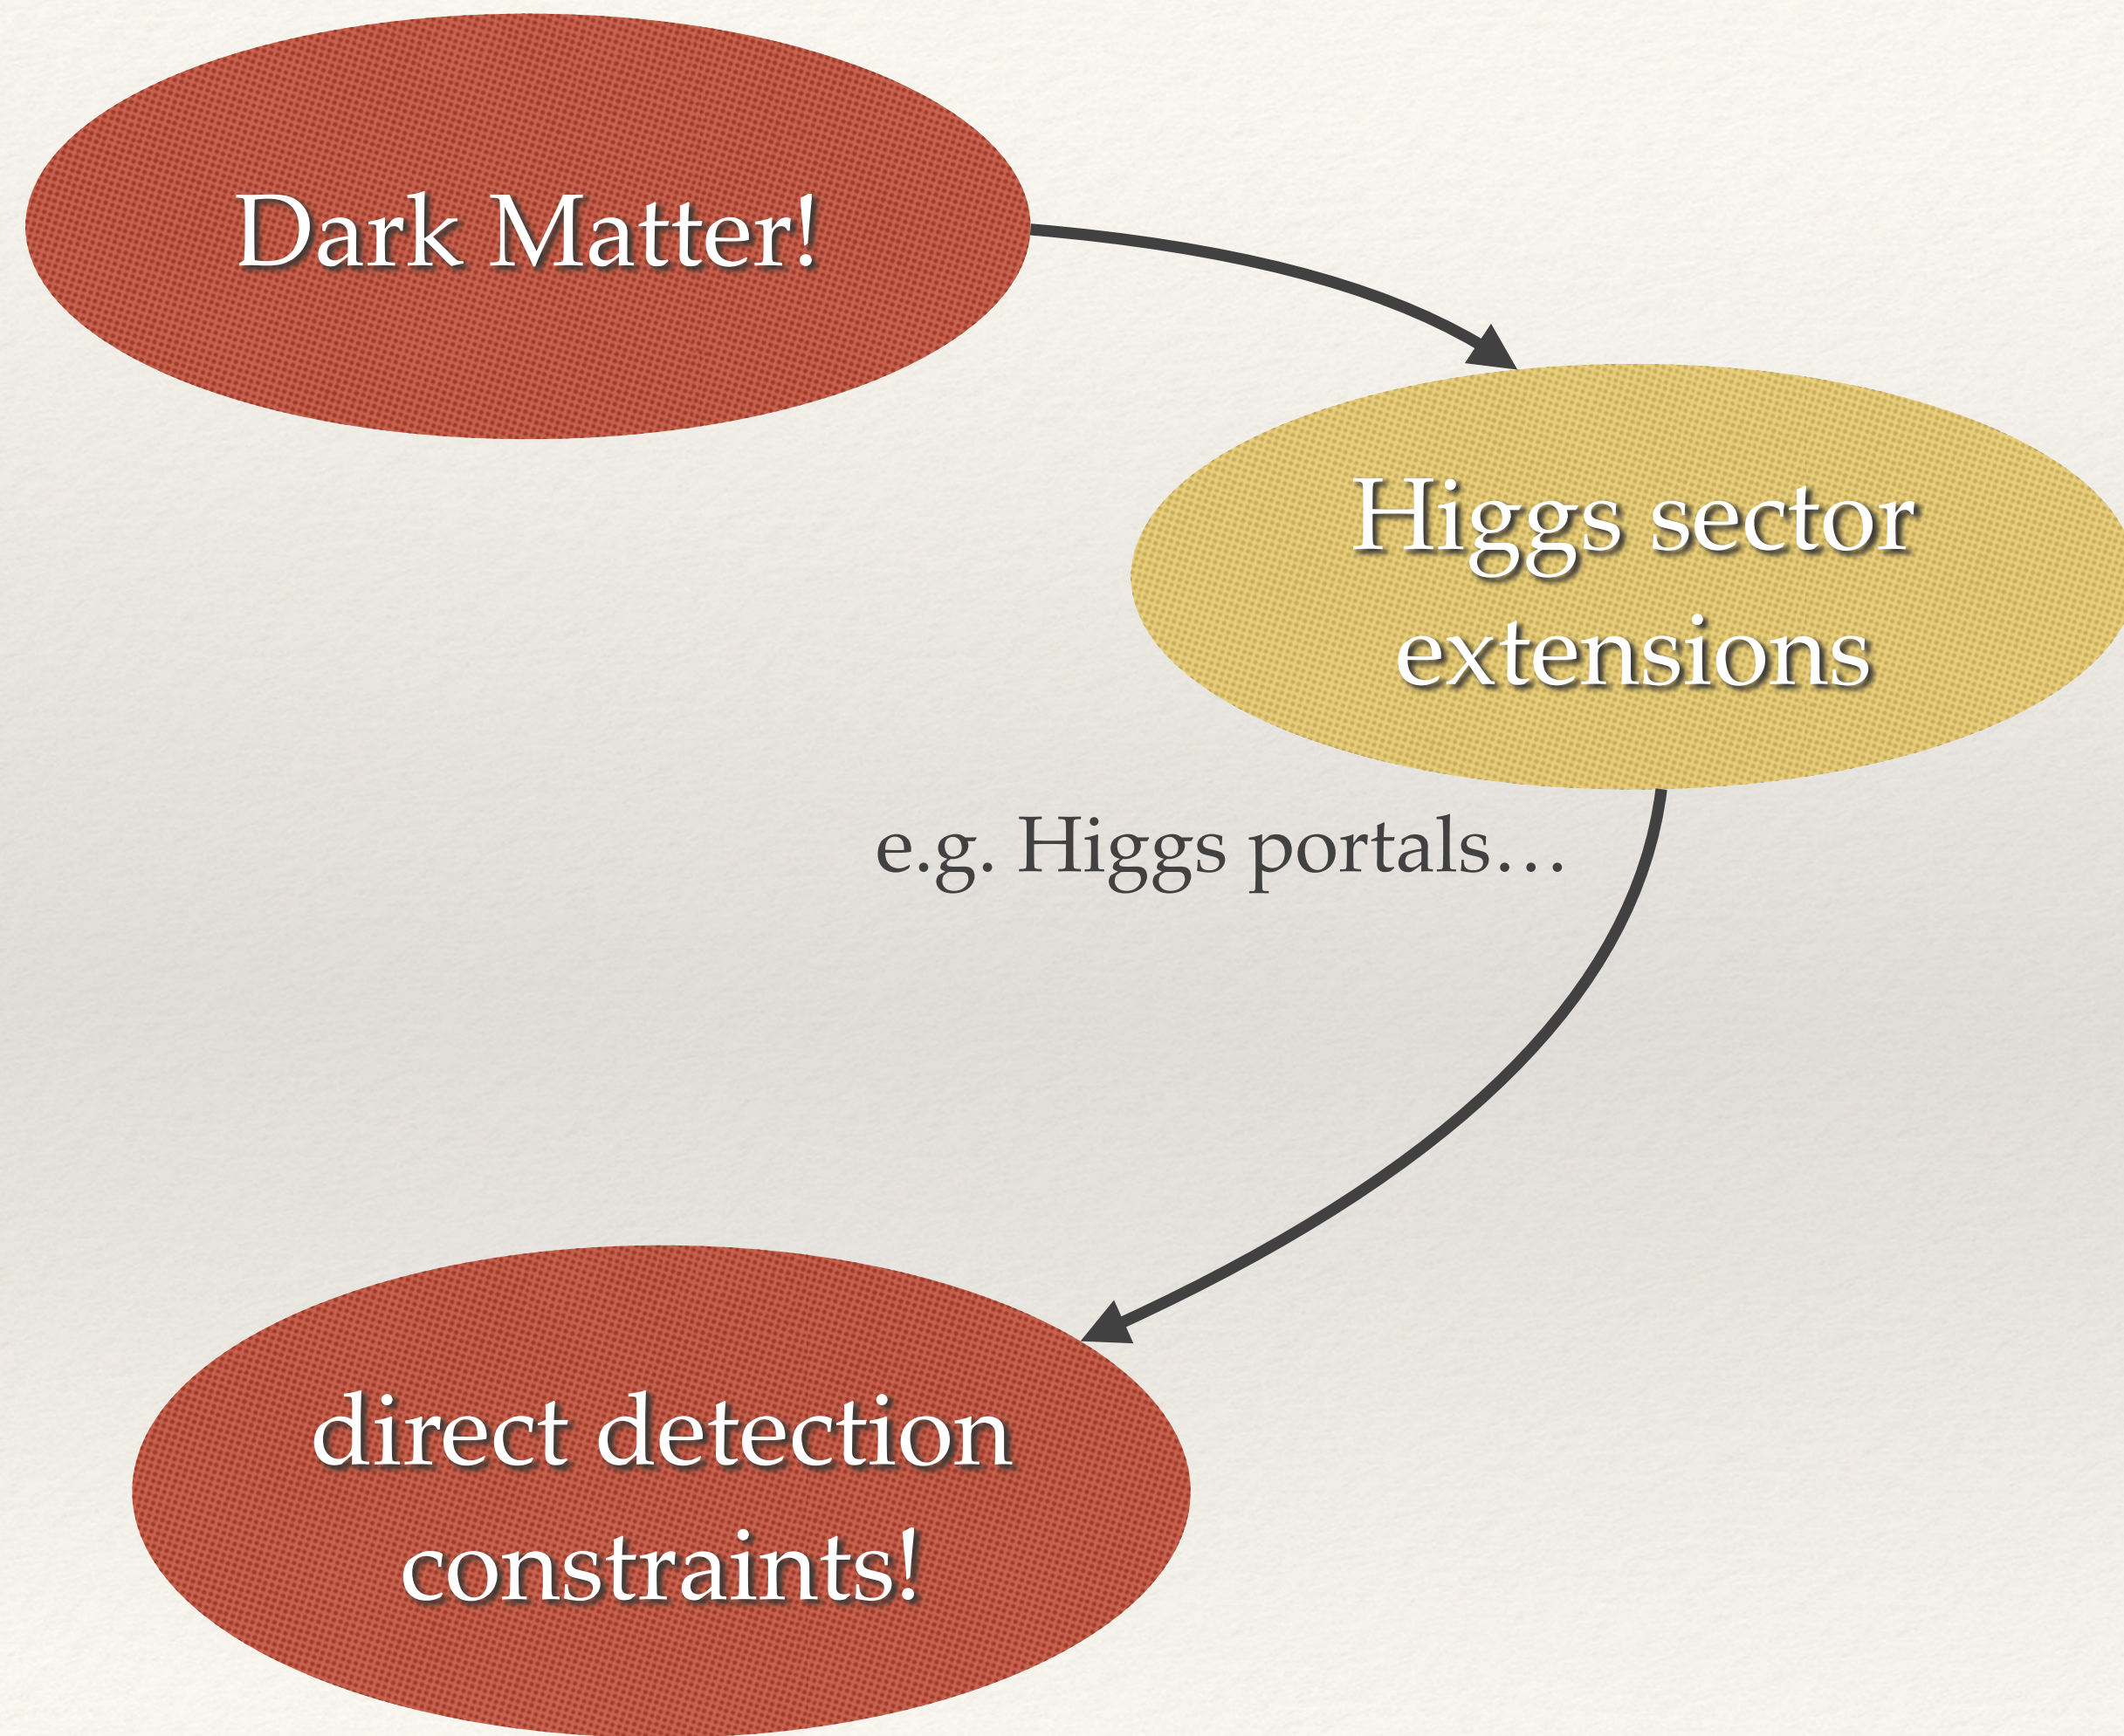 Dark Matter!
Higgs sector
extensions
e.g. Higgs portals…
direct detection
constraints!